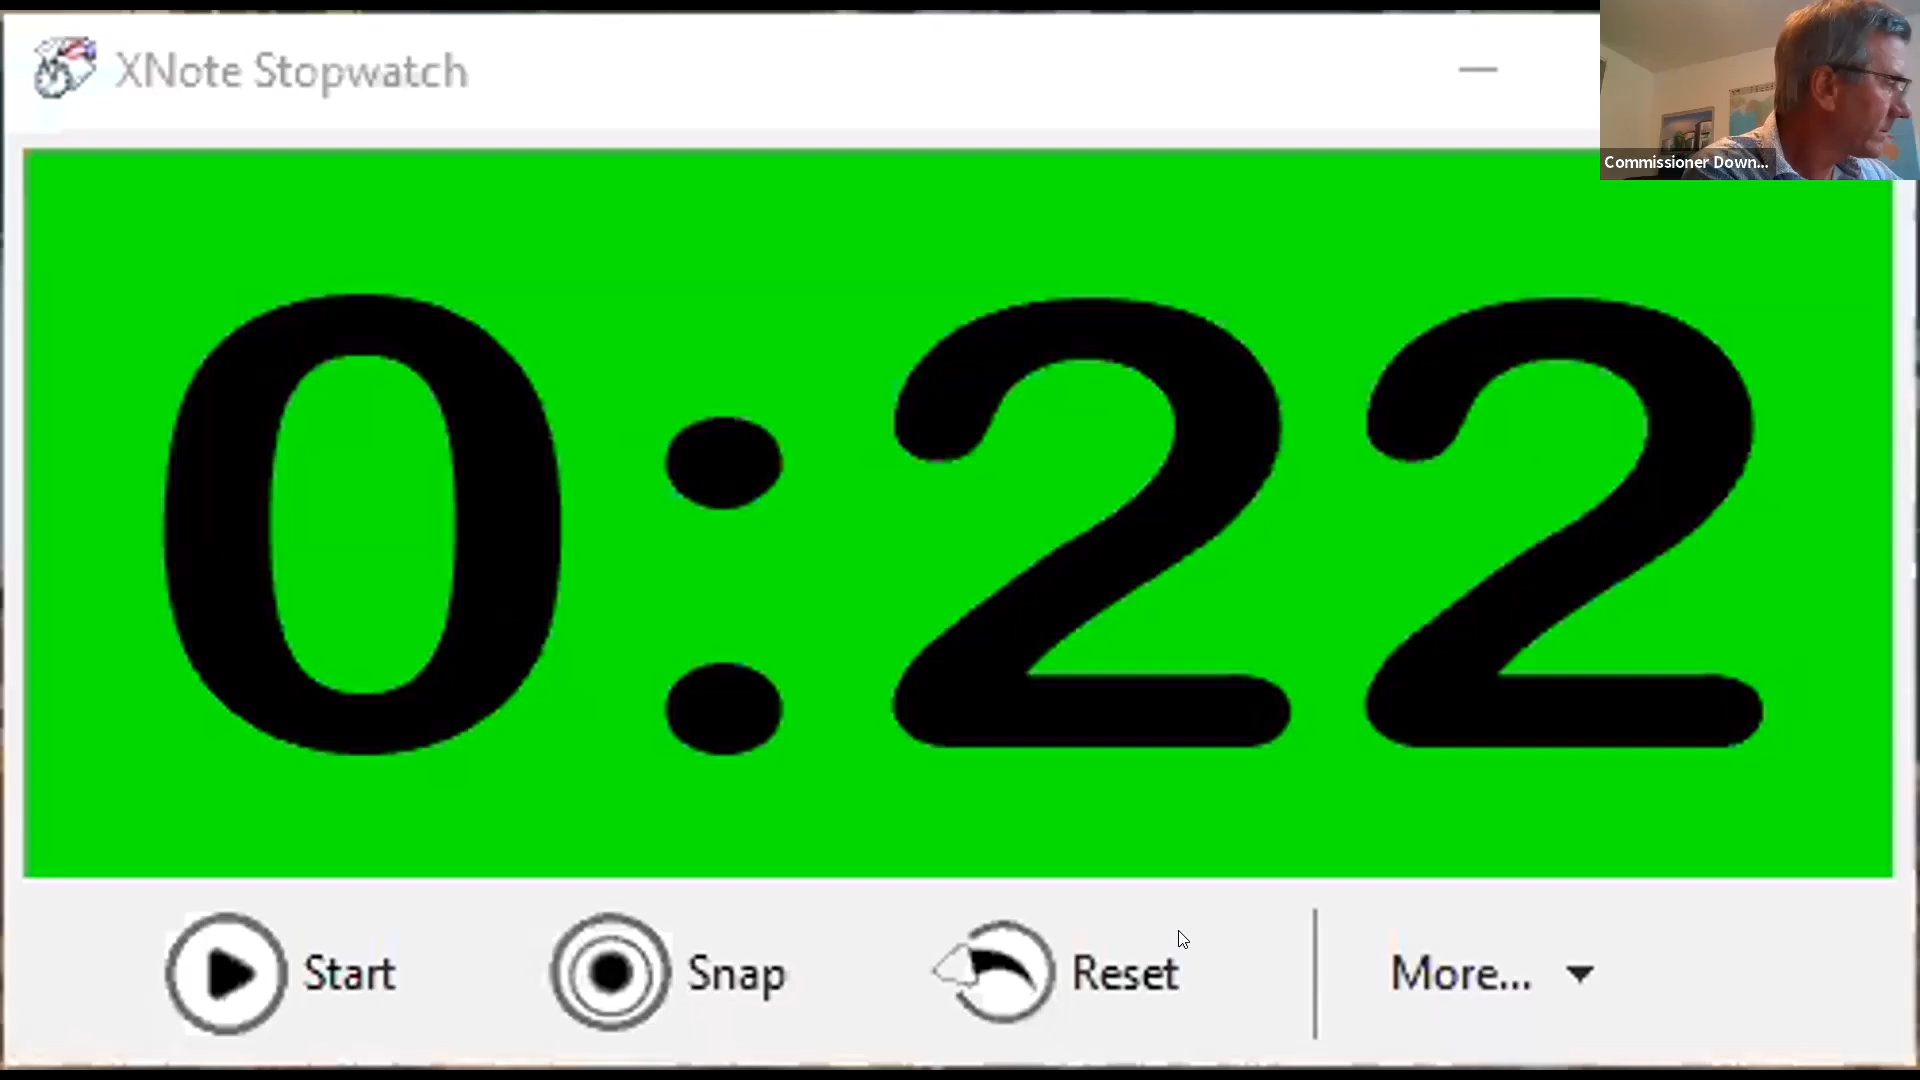 XNote Stopwatch
Commissioner Down...
0:22
Start
Snap
Reset
More...